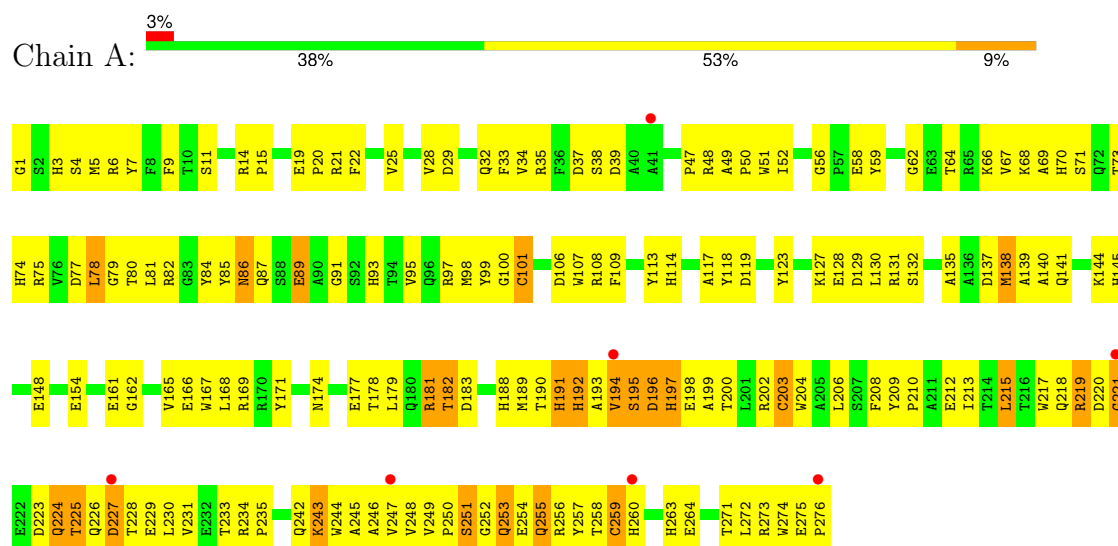 3%
Chain A:
38% 53% 9%
G1 S2 H3 S4 M5 R6 Y7 F8 F9 T10 S11 R14 P15 E19 P20 R21 F22 V25 V28 D29 Q32 F33 V34 R35 F36 D37 S38 D39 A40 A41 P47 R48 A49 P50 W51 I52 G56 P57 E58 Y59 G62 E63 T64 R65 K66 V67 K68 A69 H70 S71 Q72 T73
H74 R75 V76 D77 L78 G79 T80 L81 R82 G83 Y84 Y85 N86 Q87 S88 E89 A90 G91 S92 H93 T94 V95 Q96 R97 M98 Y99 G100 C101 D106 W107 R108 F109 Y113 H114 A117 Y118 D119 Y123 K127 E128 D129 L130 R131 S132 A135 A136 D137 M138 A139 A140 Q141 K144 H145
E148 E154 E161 G162 V165 E166 W167 L168 R169 R170 Y171 N174 E177 T178 L179 Q180 R181 T182 D183 H188 M189 T190 H191 H192 A193 V194 S195 D196 H197 E198 A199 T200 L201 R202 C203 W204 A205 L206 S207 F208 Y209 P210 A211 E212 I213 T214 L215 T216 W217 Q218 R219 D220 G221
E222 D223 Q224 T225 Q226 D227 T228 E229 L230 V231 E232 T233 R234 P235 Q242 K243 W244 A245 A246 V247 V248 V249 P250 S251 G252 Q253 E254 Q255 R256 Y257 T258 C259 H260 H263 E264 T271 L272 R273 W274 E275 P276